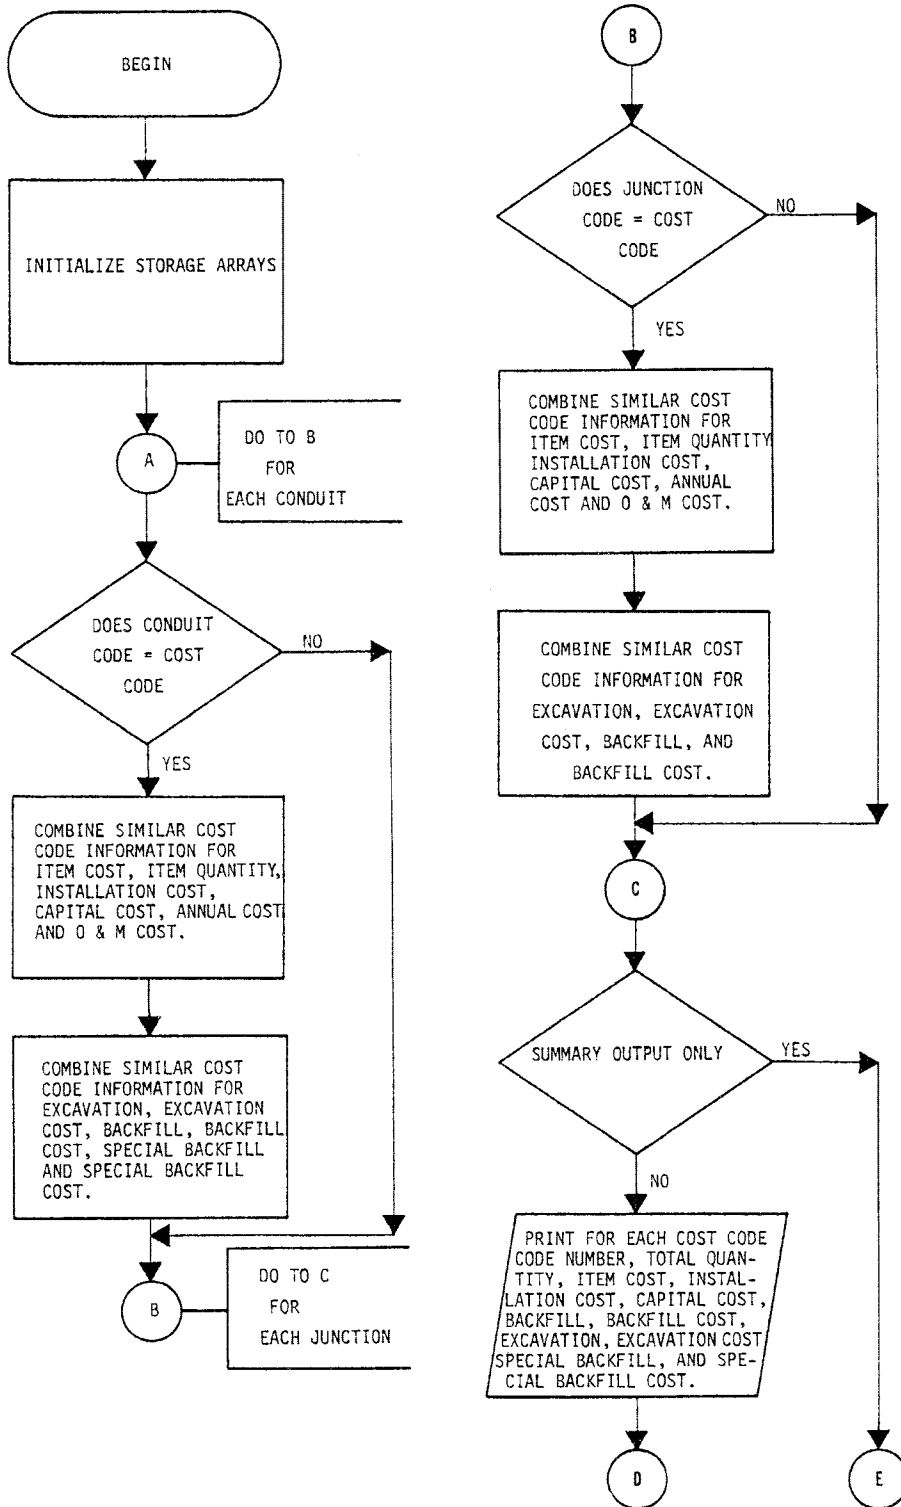 BEGIN
INITIALIZE STORAGE ARRAYS
A
DO TO B
FOR
EACH CONDUIT
DOES CONDUIT
CODE = COST
CODE
NO
YES
COMBINE SIMILAR COST
CODE INFORMATION FOR
ITEM COST, ITEM QUANTITY,
INSTALLATION COST,
CAPITAL COST, ANNUAL COST
AND O & M COST.
COMBINE SIMILAR COST
CODE INFORMATION FOR
EXCAVATION, EXCAVATION
COST, BACKFILL, BACKFILL
COST, SPECIAL BACKFILL
AND SPECIAL BACKFILL
COST.
B
DO TO C
FOR
EACH JUNCTION
B
DOES JUNCTION
CODE = COST
CODE
NO
YES
COMBINE SIMILAR COST
CODE INFORMATION FOR
ITEM COST, ITEM QUANTITY
INSTALLATION COST,
CAPITAL COST, ANNUAL
COST AND O & M COST.
COMBINE SIMILAR COST
CODE INFORMATION FOR
EXCAVATION, EXCAVATION
COST, BACKFILL, AND
BACKFILL COST.
C
SUMMARY OUTPUT ONLY
YES
NO
PRINT FOR EACH COST CODE
CODE NUMBER, TOTAL QUAN-
TITY, ITEM COST, INSTAL-
LATION COST, CAPITAL COST,
BACKFILL, BACKFILL COST,
EXCAVATION, EXCAVATION COST
SPECIAL BACKFILL, AND SPE-
CIAL BACKFILL COST.
D
E